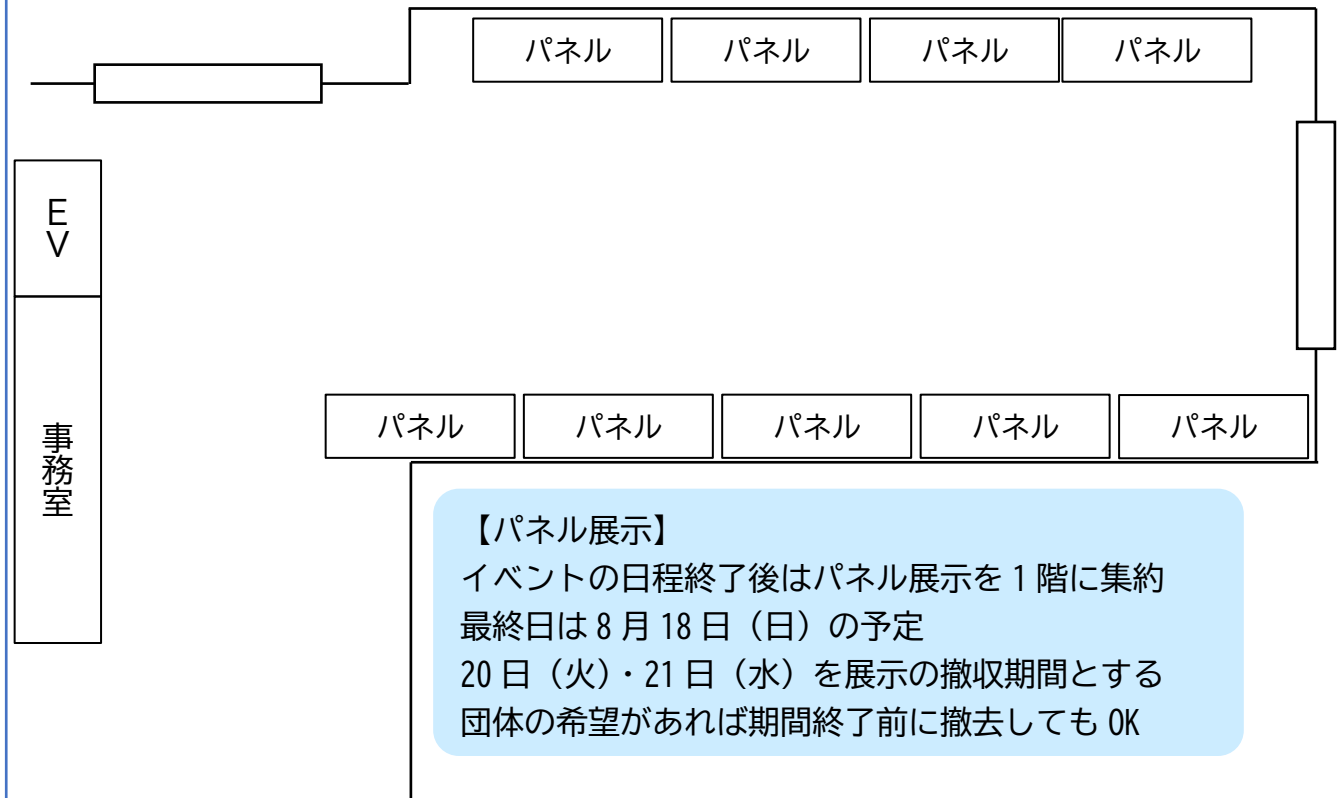 パネル
パネル
パネル
パネル
EV
事務室
パネル
パネル
パネル
パネル
パネル
【パネル展示】
イベントの日程終了後はパネル展示を1階に集約
最終日は8月18日（日）の予定
20日（火）・21日（水）を展示の撤収期間とする
団体の希望があれば期間終了前に撤去してもOK